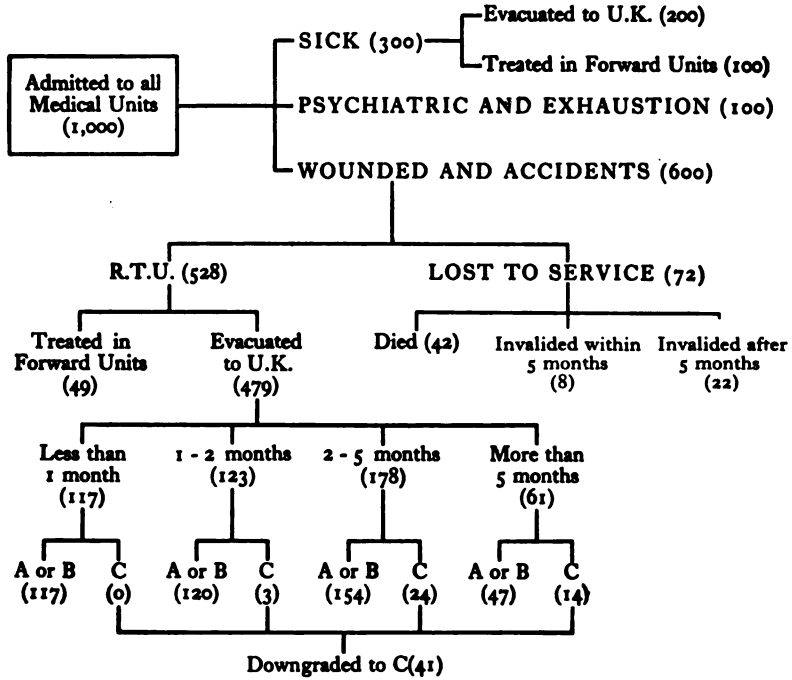 Evacuated to U.K. (200)
SICK (300)
Treated in Forward Units (100)
Admitted to all
Medical Units
(1,000)
PSYCHIATRIC AND EXHAUSTION (100)
WOUNDED AND ACCIDENTS (600)
R.T.U. (528)
LOST TO SERVICE (72)
Treated in
Forward Units
(49)
Evacuated
to U.K.
(479)
Died (42)
Invalided within
5 months
(8)
Invalided after
5 months
(22)
Less than
1 month
(117)
1 - 2 months
(123)
2 - 5 months
(178)
More than
5 months
(61)
A or B
(117)
C
(0)
A or B
(120)
C
(3)
A or B
(154)
C
(24)
A or B
(47)
C
(14)
Downgraded to C(41)